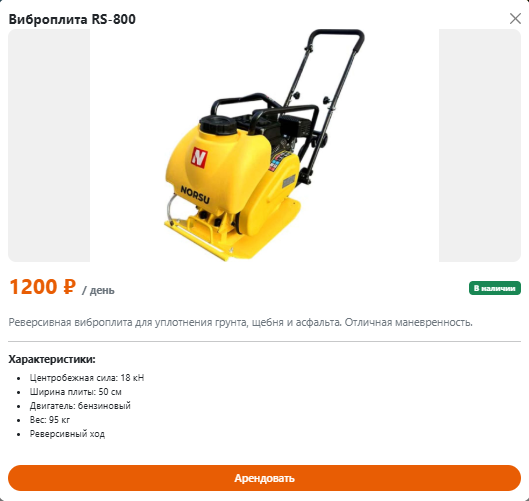 Виброплита RS-800
N
NORSU
1200 ₽ / день
В наличии
Реверсивная виброплита для уплотнения грунта, щебня и асфальта. Отличная маневренность.
Характеристики:
Центробежная сила: 18 кН
Ширина плиты: 50 см
Двигатель: бензиновый
Вес: 95 кг
Реверсивный ход
Арендовать